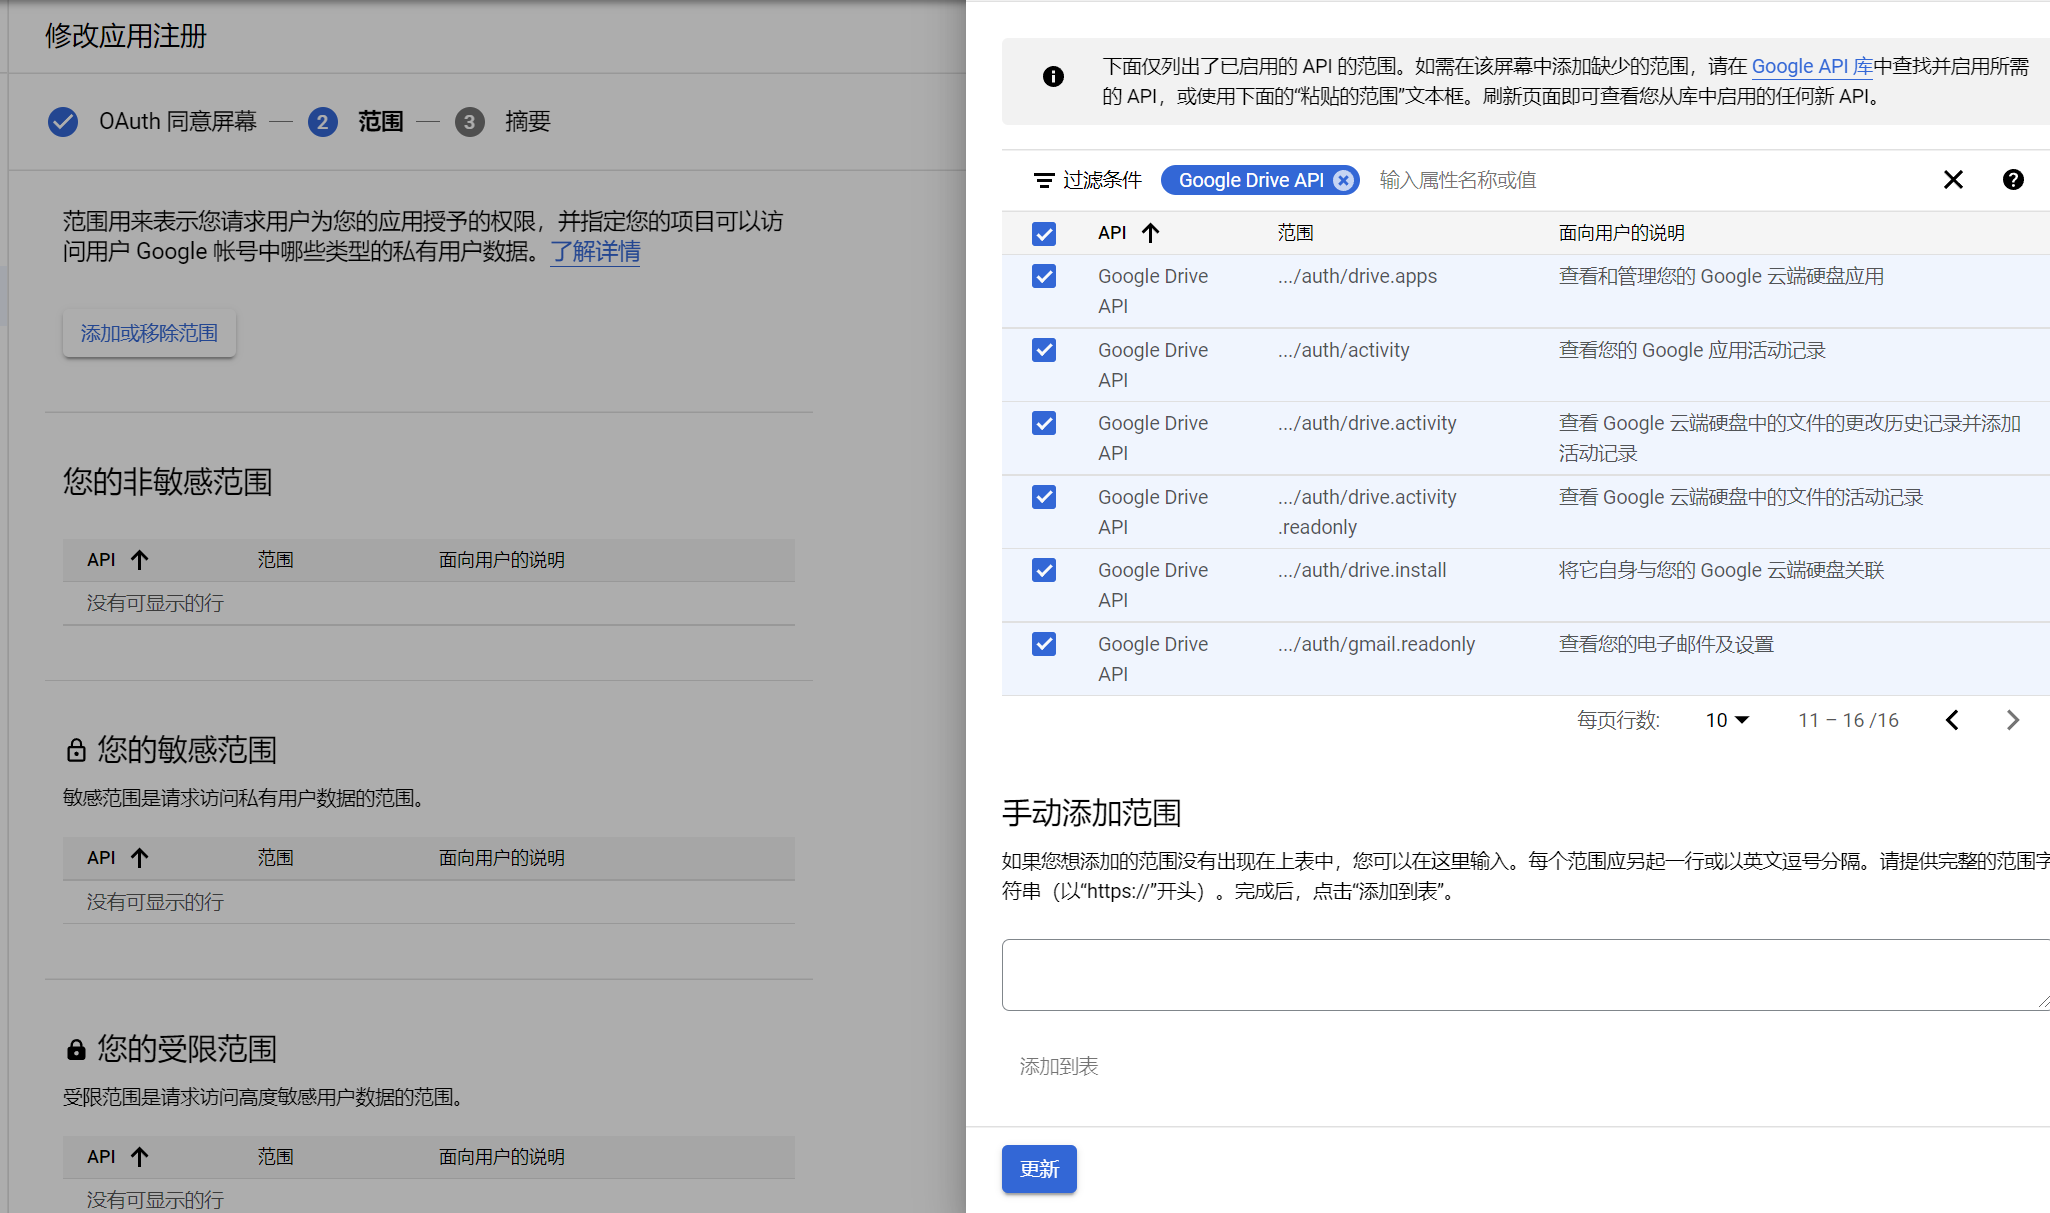 修改应用注册
OAuth 同意屏幕
2
范围
3
摘要
范围用来表示您请求用户为您的应用授予的权限，并指定您的项目可以访
问用户 Google 帐号中哪些类型的私有用户数据。了解详情
添加或移除范围
您的非敏感范围
API
范围
面向用户的说明
没有可显示的行
您的敏感范围
敏感范围是请求访问私有用户数据的范围。
API
范围
面向用户的说明
没有可显示的行
您的受限范围
受限范围是请求访问高度敏感用户数据的范围。
API
范围
面向用户的说明
没有可显示的行
下面仅列出了已启用的 API 的范围。如需在该屏幕中添加缺少的范围，请在 Google API 库中查找并启用所需
的 API，或使用下面的“粘贴的范围”文本框。刷新页面即可查看您从库中启用的任何新 API。
过滤条件
Google Drive API
输入属性名称或值
API
范围
面向用户的说明
Google Drive
API
.../auth/drive.apps
查看和管理您的 Google 云端硬盘应用
Google Drive
API
.../auth/activity
查看您的 Google 应用活动记录
Google Drive
API
.../auth/drive.activity
查看 Google 云端硬盘中的文件的更改历史记录并添加
活动记录
Google Drive
API
.../auth/drive.activity
.readonly
查看 Google 云端硬盘中的文件的活动记录
Google Drive
API
.../auth/drive.install
将它自身与您的 Google 云端硬盘关联
Google Drive
API
.../auth/gmail.readonly
查看您的电子邮件及设置
每页行数:
10
11 – 16 /16
手动添加范围
如果您想添加的范围没有出现在上表中，您可以在这里输入。每个范围应另起一行或以英文逗号分隔。请提供完整的范围字
符串（以“https://”开头）。完成后，点击“添加到表”。
添加到表
更新